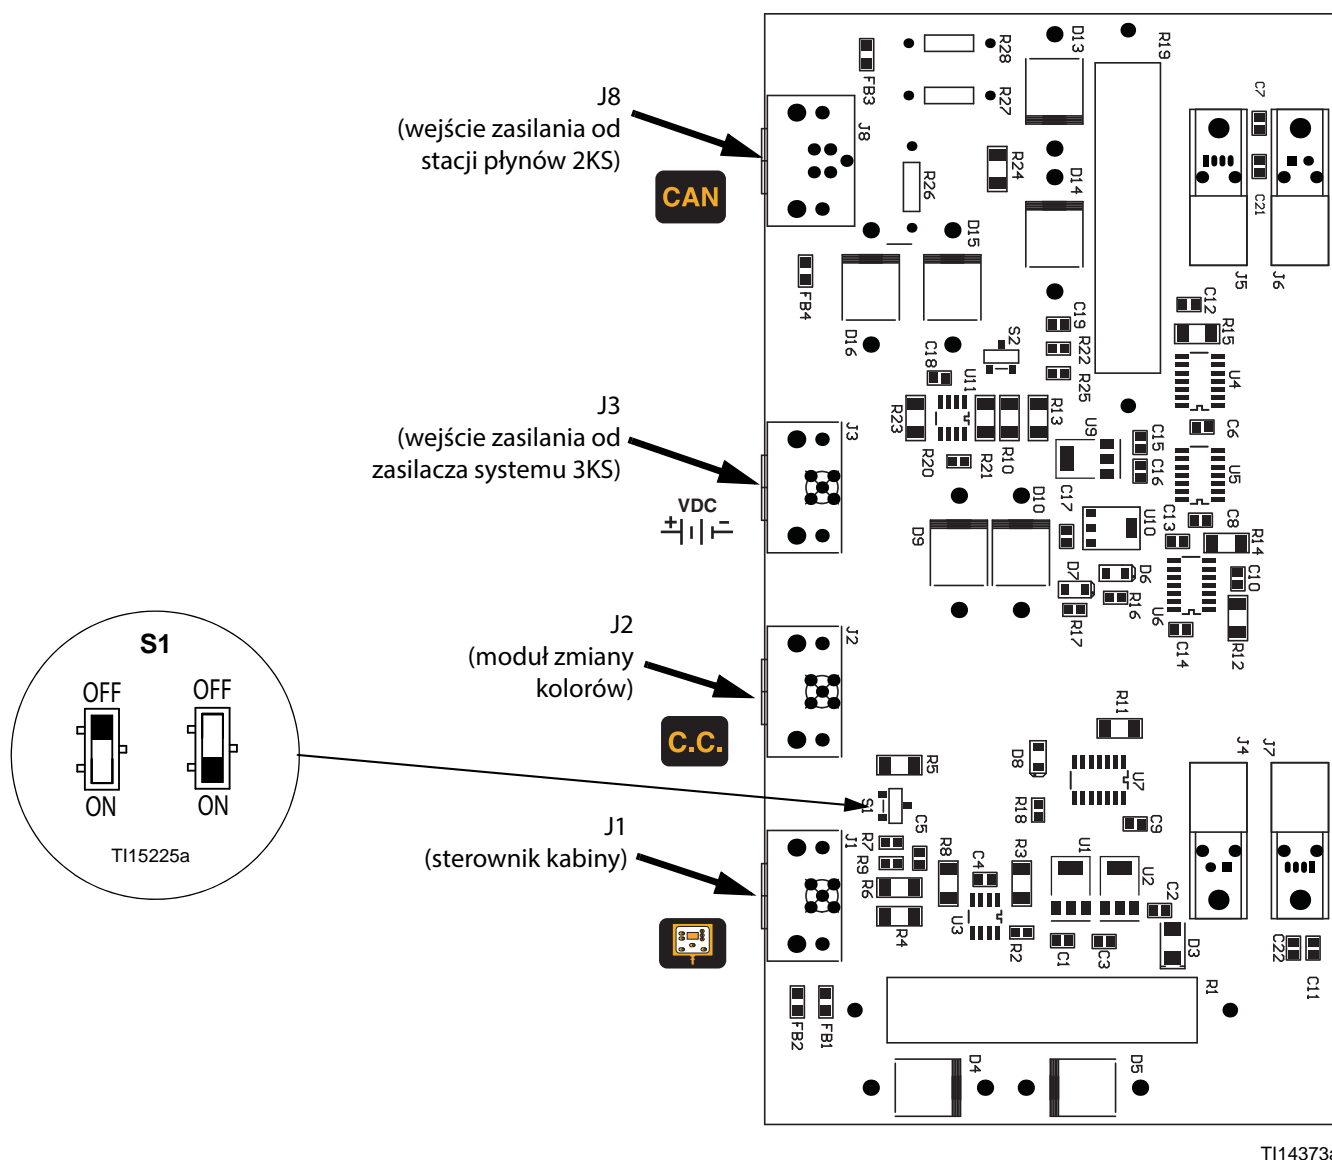 J8
(wejście zasilania od
stacji płynów 2KS)
CAN
J3
(wejście zasilania od
zasilacza systemu 3KS)
VDC
+ -
J2
(moduł zmiany
kolorów)
C.C.
J1
(sterownik kabiny)
S1
OFF
OFF
ON
ON
TI15225a
FB3
R28
R27
D13
R19
C7
J8
R24
D14
R26
D15
C21
FB4
D16
J5
J6
C12
R15
C19
R22
R25
S2
C18
U11
U4
J3
R23
R20
R21
R10
R13
U9
C15
C16
C6
U5
D9
D10
C17
U10
C13
C8
R14
D7
D6
R16
R17
U6
C10
C14
R12
J2
R11
D8
U7
J4
J7
R5
S1
R18
C9
J1
R7
C5
R9
R6
R8
C4
R3
U1
U2
C2
R4
U3
R2
C1
C3
D3
C22
C11
R1
FB2
FB1
D4
D5
TI14373a